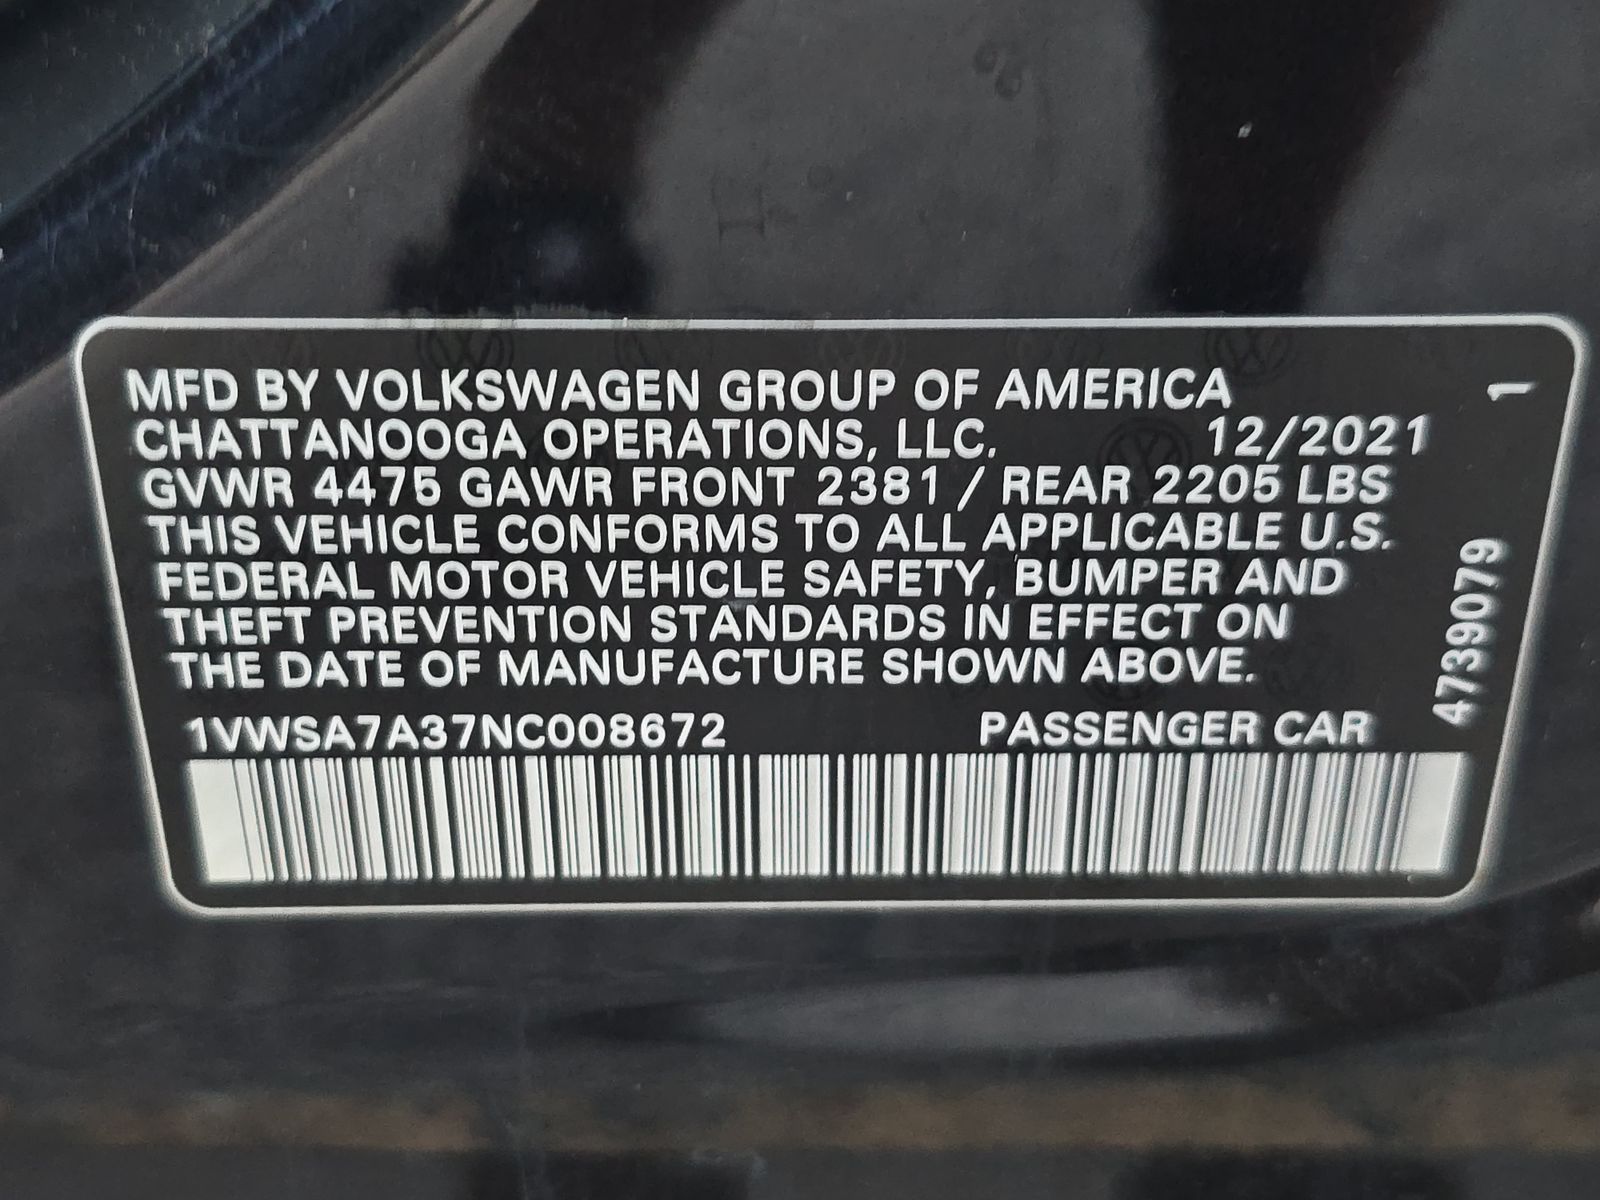 MFD BY VOLKSWAGEN GROUP OF AMERICA
CHATTANOOGA OPERATIONS, LLC. 12/2021
GVWR 4475 GAWR FRONT 2381 / REAR 2205 LBS
THIS VEHICLE CONFORMS TO ALL APPLICABLE U.S.
FEDERAL MOTOR VEHICLE SAFETY, BUMPER AND
THEFT PREVENTION STANDARDS IN EFFECT ON
THE DATE OF MANUFACTURE SHOWN ABOVE.
1VWSA7A37NC008672 PASSENGER CAR
4739079 1